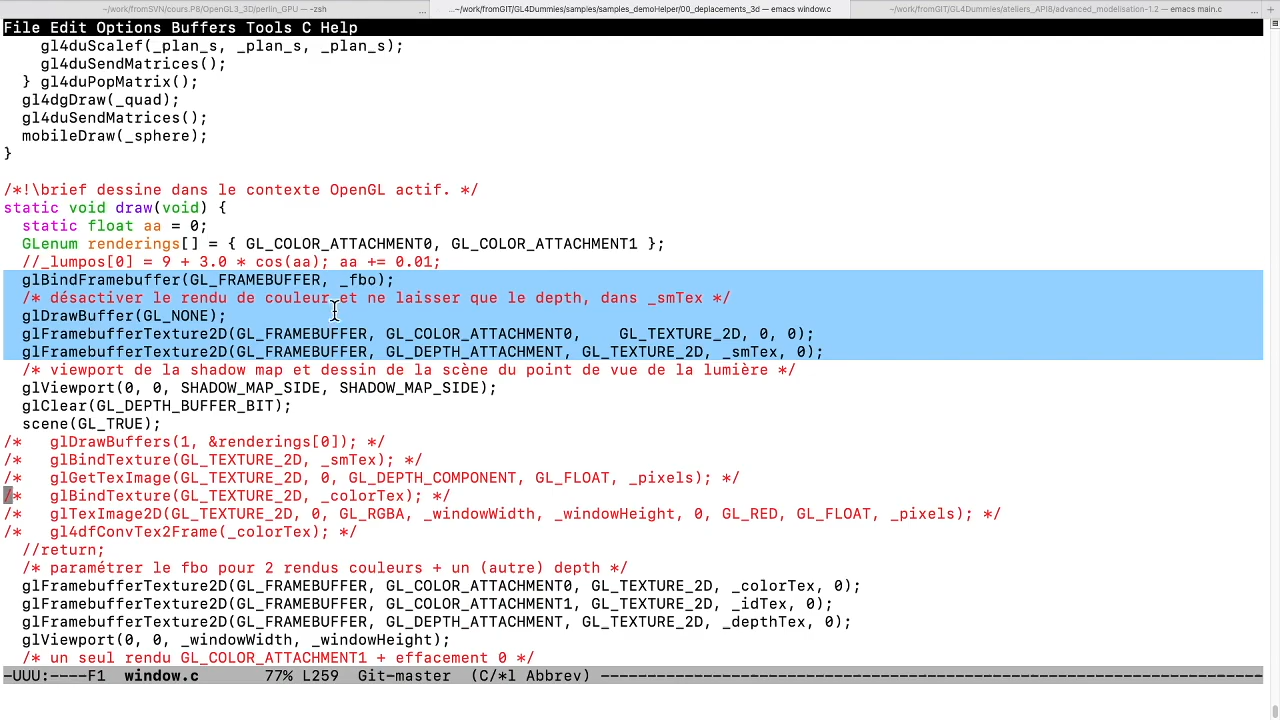 ~/work/fromSVN/cours.P8/OpenGL3_3D/perlin_GPU — -zsh ... ...~/work/fromGIT/GL4Dummies/samples/samples_demoHelper/00_deplacements_3d — emacs window.c ~/work/fromGIT/GL4Dummies/ateliers_API8/advanced_modelisation-1.2 — emacs main.c ... +
File Edit Options Buffers Tools C Help
    gl4duScalef(_plan_s, _plan_s, _plan_s);
    gl4duSendMatrices();
  } gl4duPopMatrix();
  gl4dgDraw(_quad);
  gl4duSendMatrices();
  mobileDraw(_sphere);
}
/*!\brief dessine dans le contexte OpenGL actif. */
static void draw(void) {
  static float aa = 0;
  GLenum renderings[] = { GL_COLOR_ATTACHMENT0, GL_COLOR_ATTACHMENT1 };
  //_lumpos[0] = 9 + 3.0 * cos(aa); aa += 0.01;
  glBindFramebuffer(GL_FRAMEBUFFER, _fbo);
  /* désactiver le rendu de couleur et ne laisser que le depth, dans _smTex */
  glDrawBuffer(GL_NONE);
  glFramebufferTexture2D(GL_FRAMEBUFFER, GL_COLOR_ATTACHMENT0,    GL_TEXTURE_2D, 0, 0);
  glFramebufferTexture2D(GL_FRAMEBUFFER, GL_DEPTH_ATTACHMENT, GL_TEXTURE_2D, _smTex, 0);
  /* viewport de la shadow map et dessin de la scène du point de vue de la lumière */
  glViewport(0, 0, SHADOW_MAP_SIDE, SHADOW_MAP_SIDE);
  glClear(GL_DEPTH_BUFFER_BIT);
  scene(GL_TRUE);
/*   glDrawBuffers(1, &renderings[0]); */
/*   glBindTexture(GL_TEXTURE_2D, _smTex); */
/*   glGetTexImage(GL_TEXTURE_2D, 0, GL_DEPTH_COMPONENT, GL_FLOAT, _pixels); */
/*   glBindTexture(GL_TEXTURE_2D, _colorTex); */
/*   glTexImage2D(GL_TEXTURE_2D, 0, GL_RGBA, _windowWidth, _windowHeight, 0, GL_RED, GL_FLOAT, _pixels); */
/*   gl4dfConvTex2Frame(_colorTex); */
  //return;
  /* paramétrer le fbo pour 2 rendus couleurs + un (autre) depth */
  glFramebufferTexture2D(GL_FRAMEBUFFER, GL_COLOR_ATTACHMENT0, GL_TEXTURE_2D, _colorTex, 0);
  glFramebufferTexture2D(GL_FRAMEBUFFER, GL_COLOR_ATTACHMENT1, GL_TEXTURE_2D, _idTex, 0);
  glFramebufferTexture2D(GL_FRAMEBUFFER, GL_DEPTH_ATTACHMENT, GL_TEXTURE_2D, _depthTex, 0);
  glViewport(0, 0, _windowWidth, _windowHeight);
  /* un seul rendu GL_COLOR_ATTACHMENT1 + effacement 0 */
-UUU:----F1  window.c       77% L259  Git-master  (C/*l Abbrev) -----------------------------------------------------------------------